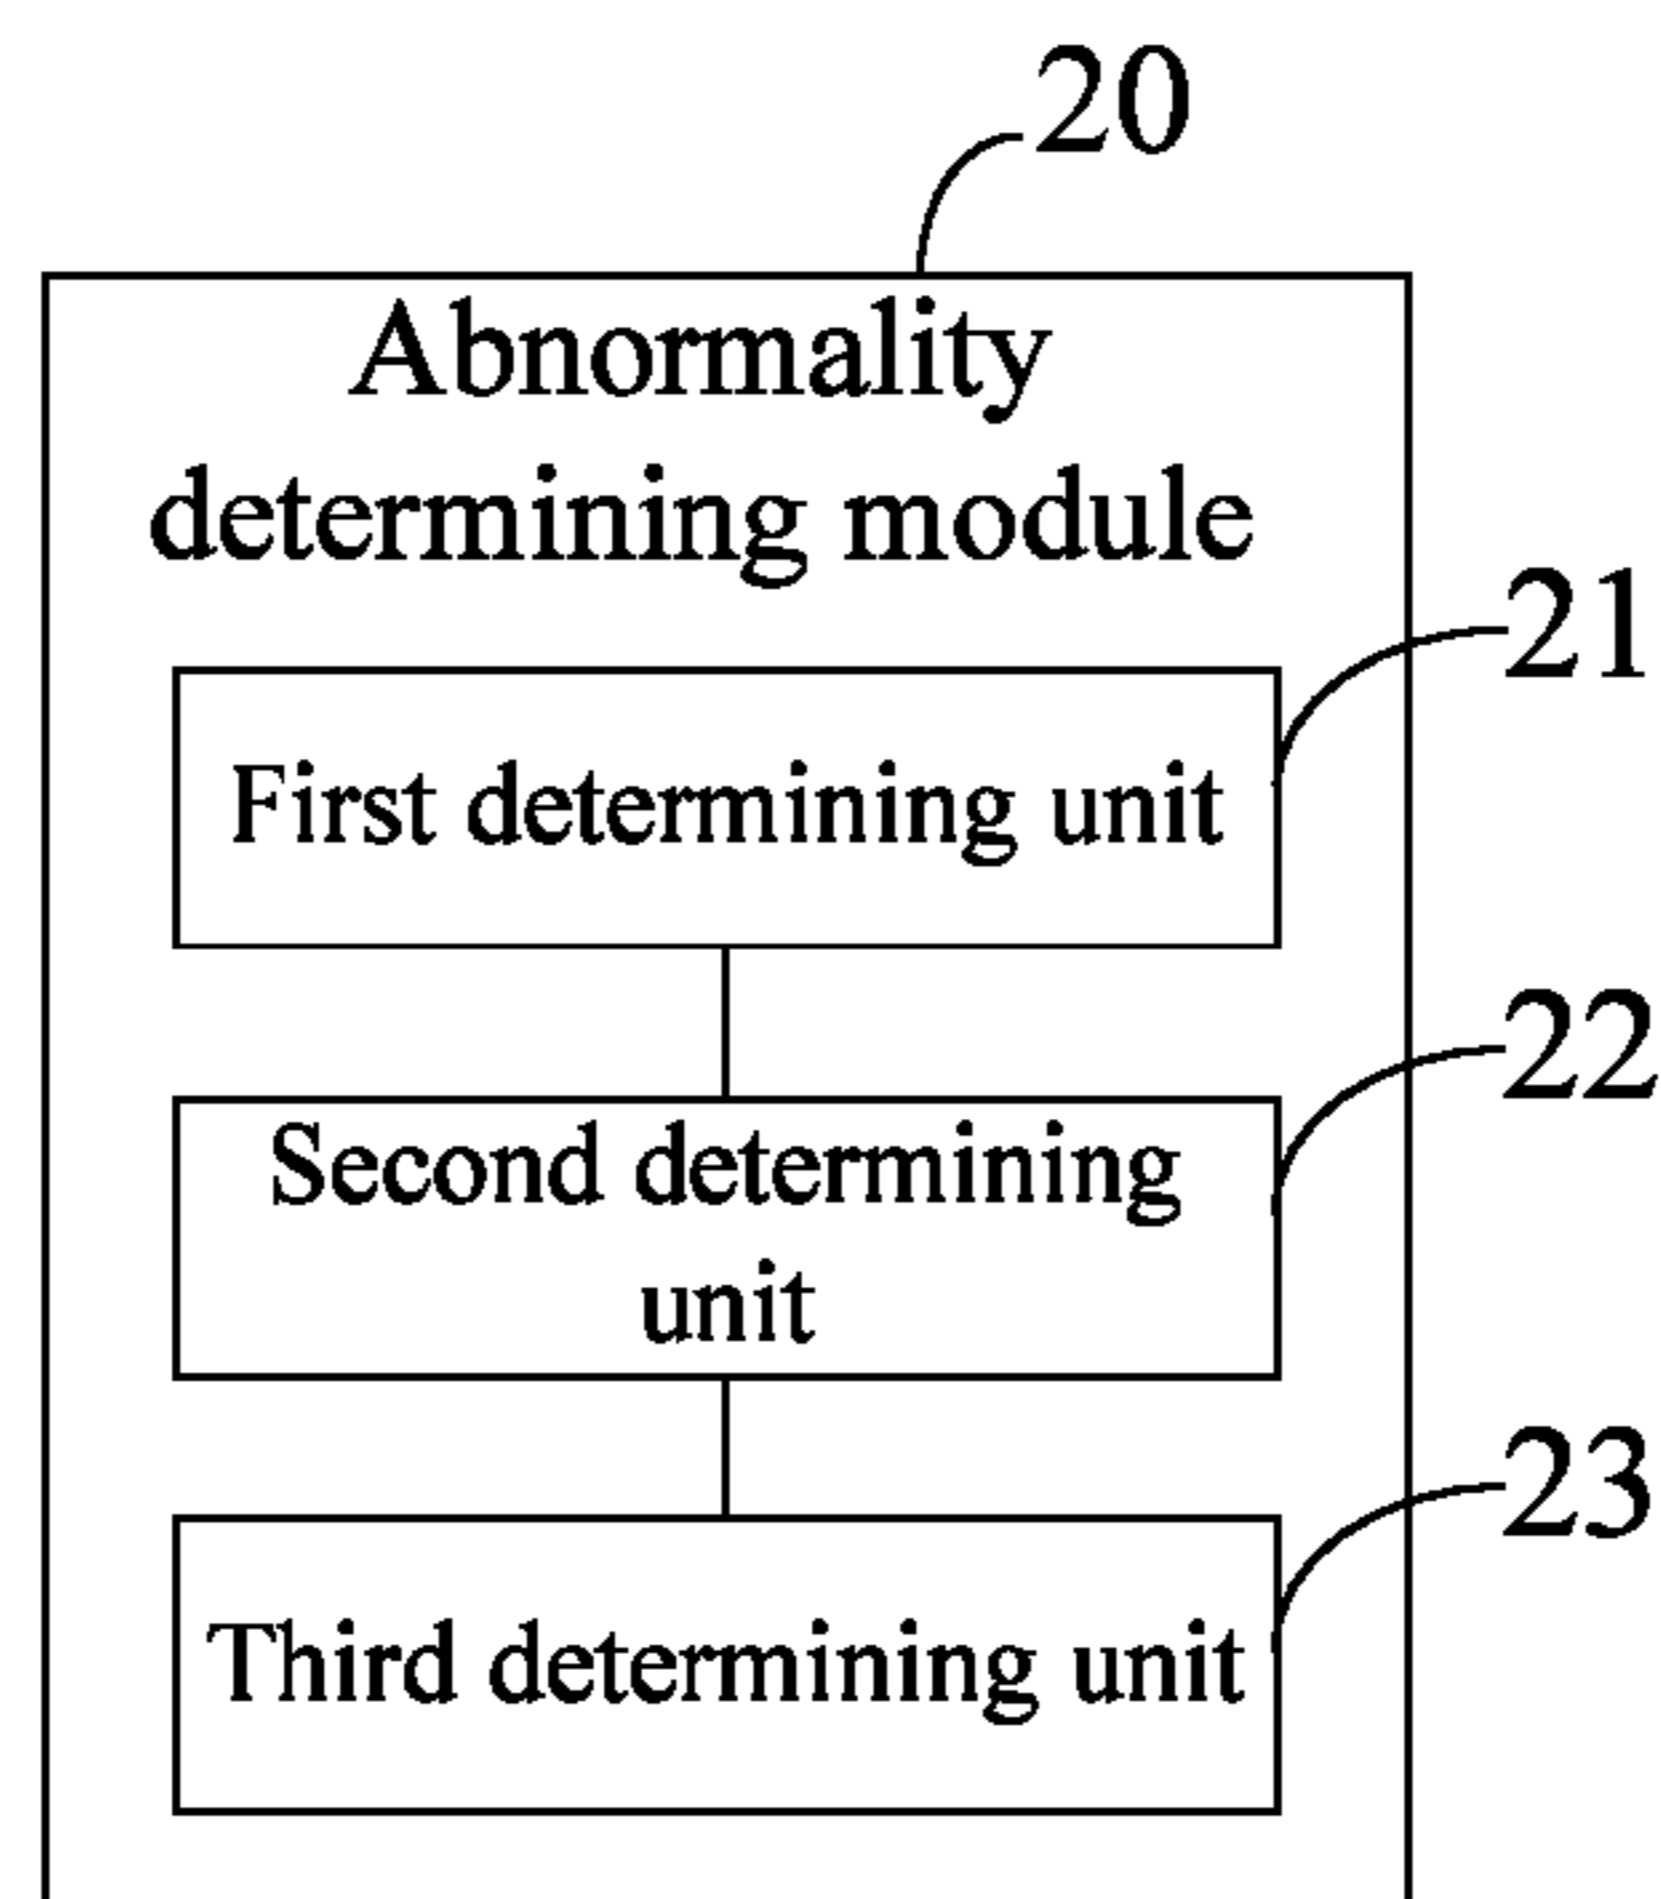 20
Abnormality
determining module
21
First determining unit
22
Second determining
unit
23
Third determining unit